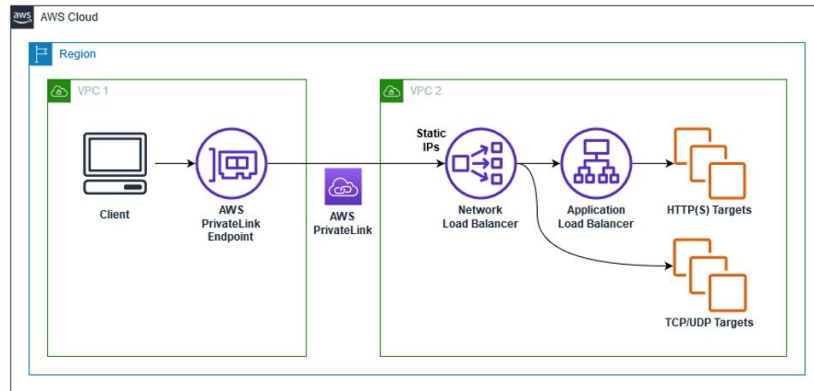 aws
AWS Cloud
Region
VPC 1
VPC 2
Static
IPs
Client
AWS
PrivateLink
Endpoint
AWS
PrivateLink
Network
Load Balancer
Application
Load Balancer
HTTP(S) Targets
TCP/UDP Targets